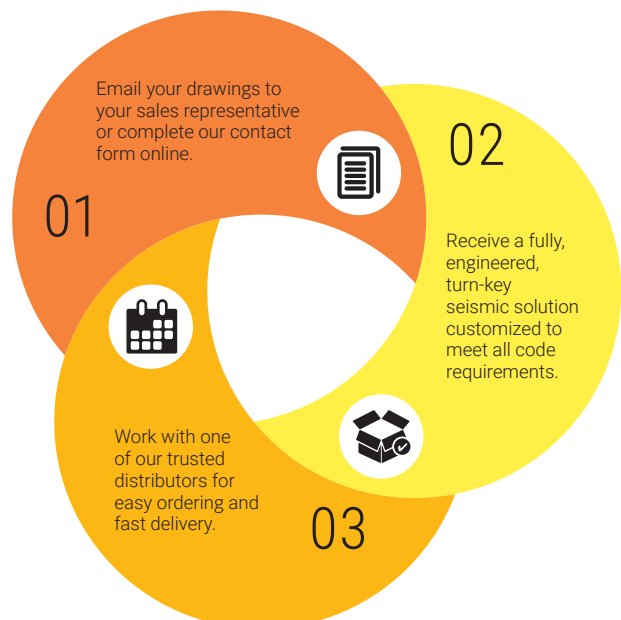 01
Email your drawings to
your sales representative
or complete our contact
form online.
02
Receive a fully,
engineered,
turn-key
seismic solution
customized to
meet all code
requirements.
03
Work with one
of our trusted
distributors for
easy ordering and
fast delivery.